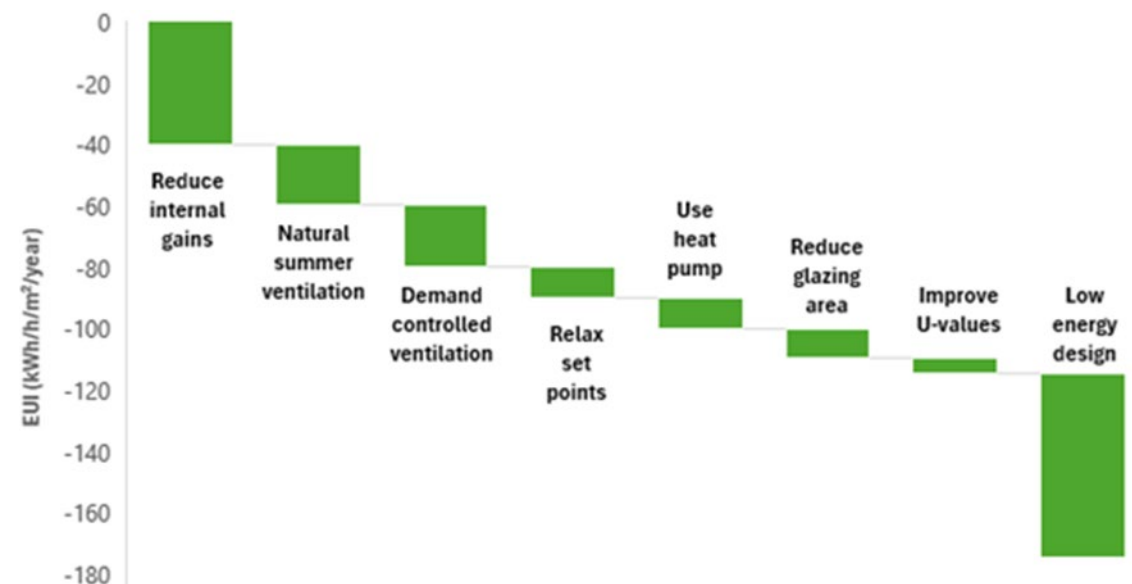 0
-20
-40
-60
-80
-100
-120
-140
-160
-180
EUI (kWh/h/m²/year)
Reduce
internal
gains
Natural
summer
ventilation
Demand
controlled
ventilation
Relax
set
points
Use
heat
pump
Reduce
glazing
area
Improve
U-values
Low
energy
design